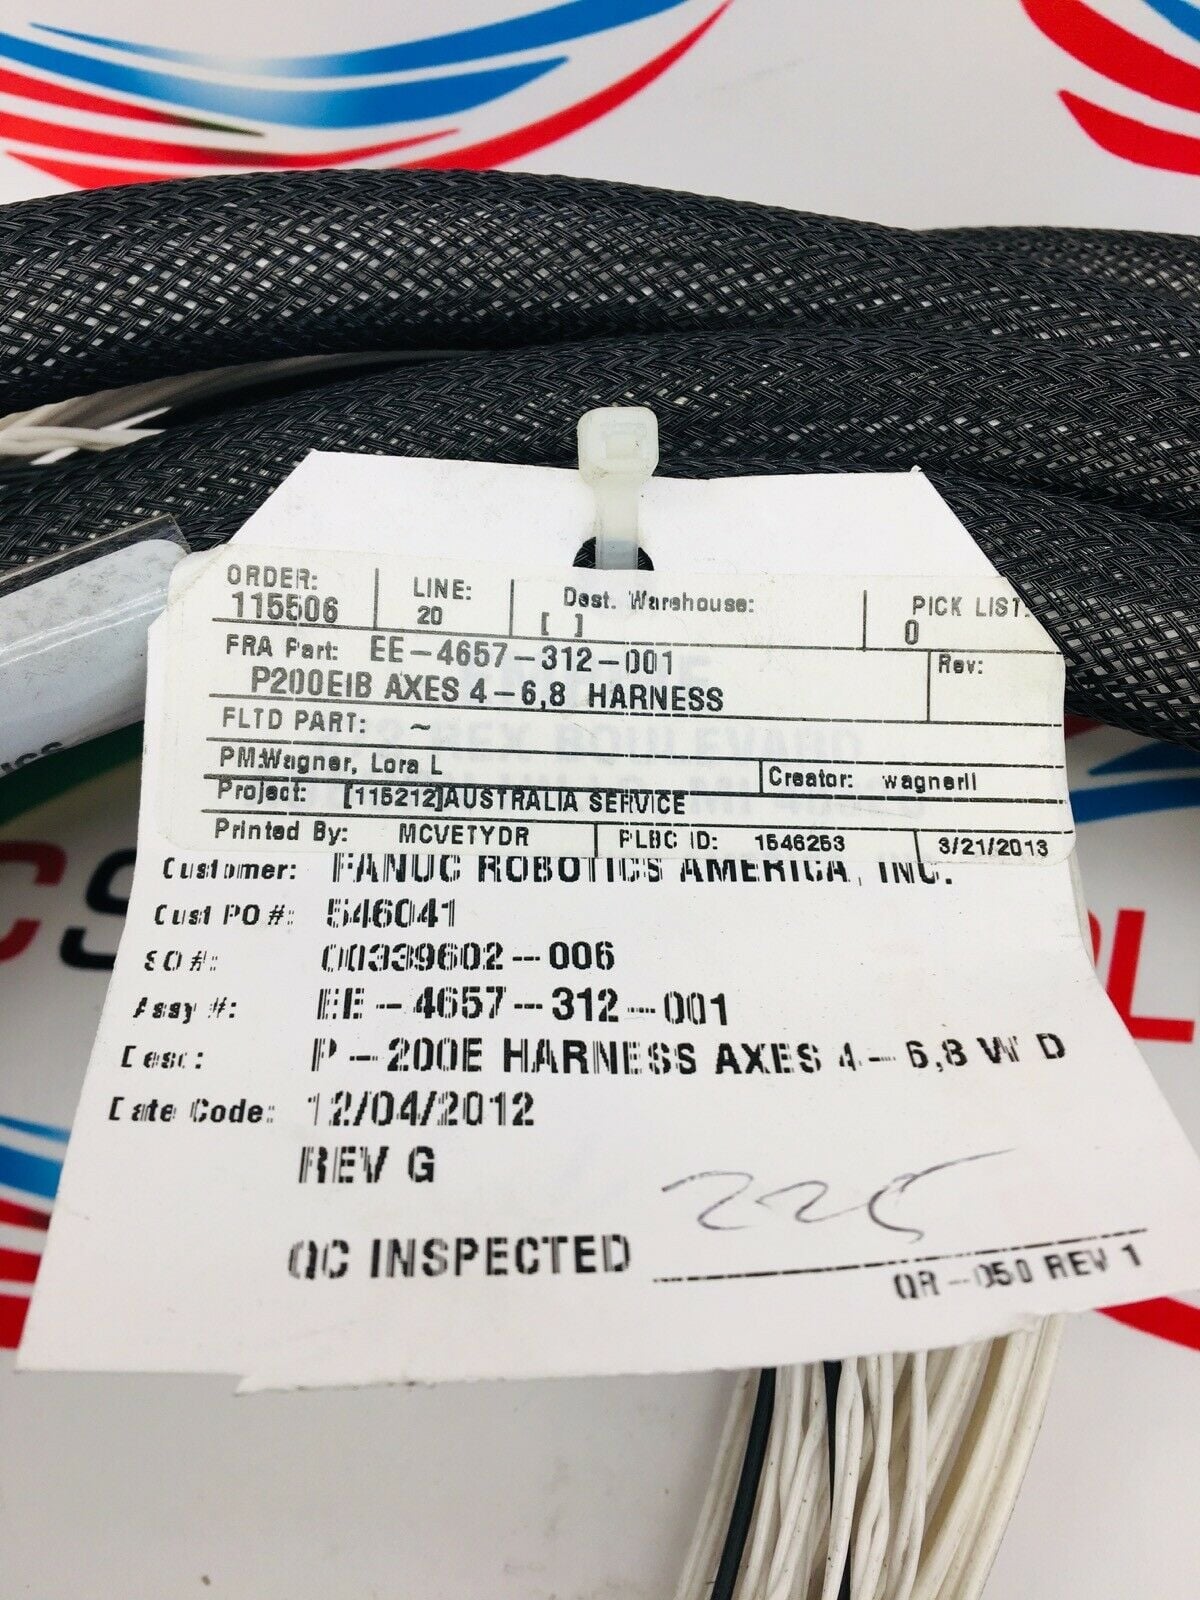 ORDER: 115506 LINE: 20 Dest. Warehouse: [ ] PICK LIST: 0
FRA Part: EE-4657-312-001 Rev:
P200EIB AXES 4-6,8 HARNESS
FLTD PART: ~
PM:Wagner, Lora L Creator: wagnerll
Project: [115212]AUSTRALIA SERVICE
Printed By: MCVETYDR PLBC ID: 1546253 3/21/2013
Customer: FANUC ROBOTICS AMERICA, INC.
Cust PO #: 546041
SO #: 00339602-006
Assy #: EE-4657-312-001
Desc: P-200E HARNESS AXES 4-6,8 W D
Date Code: 12/04/2012
REV G
225
QC INSPECTED
QR-050 REV 1